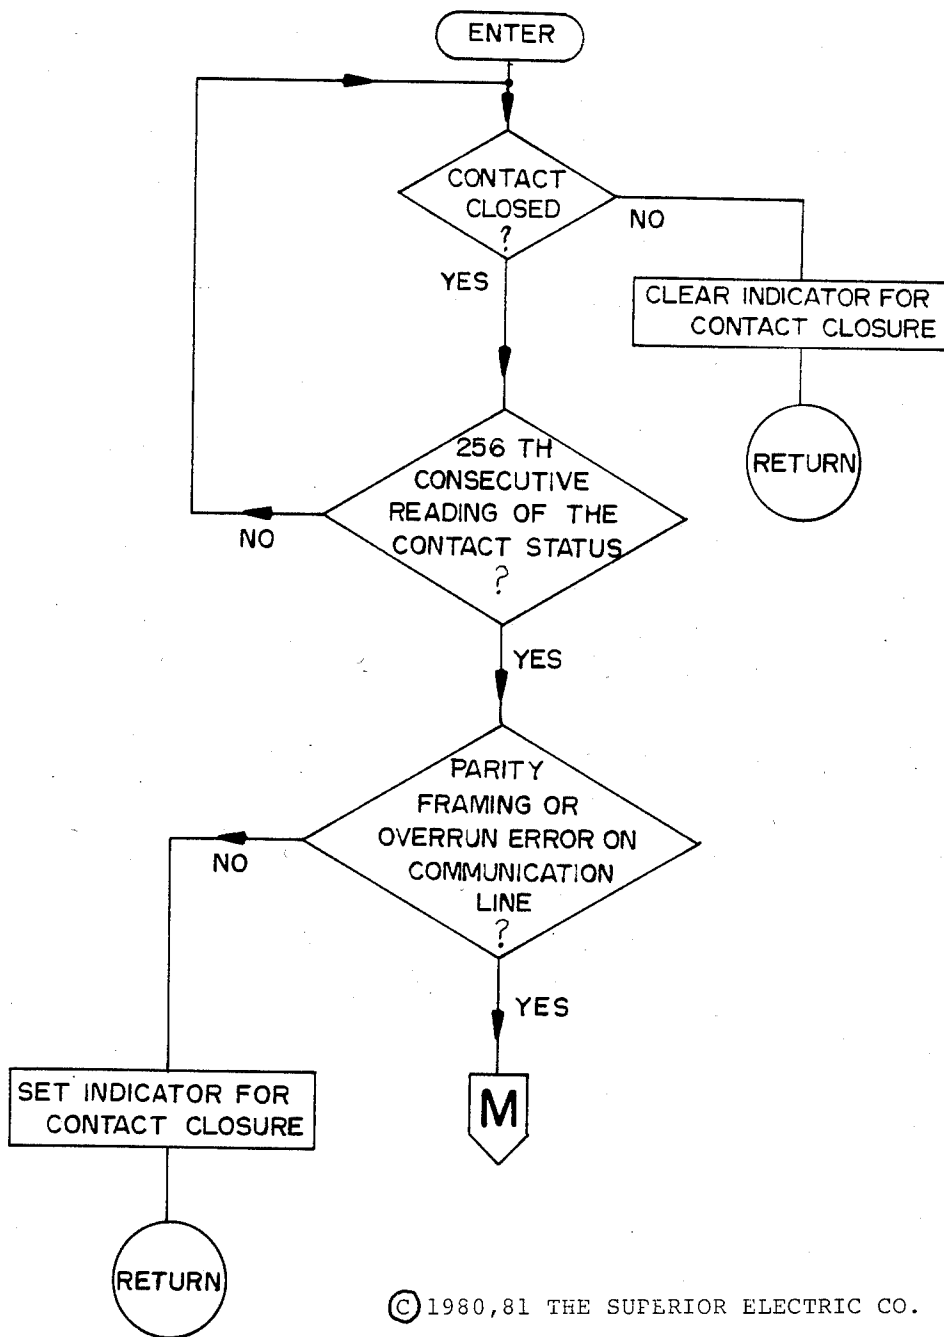 ENTER
CONTACT
CLOSED
?
NO
YES
CLEAR INDICATOR FOR
CONTACT CLOSURE
RETURN
256 TH
CONSECUTIVE
READING OF THE
CONTACT STATUS
?
NO
YES
PARITY
FRAMING OR
OVERRUN ERROR ON
COMMUNICATION
LINE
?
NO
YES
SET INDICATOR FOR
CONTACT CLOSURE
M
RETURN
© 1980,81 THE SUPERIOR ELECTRIC CO.